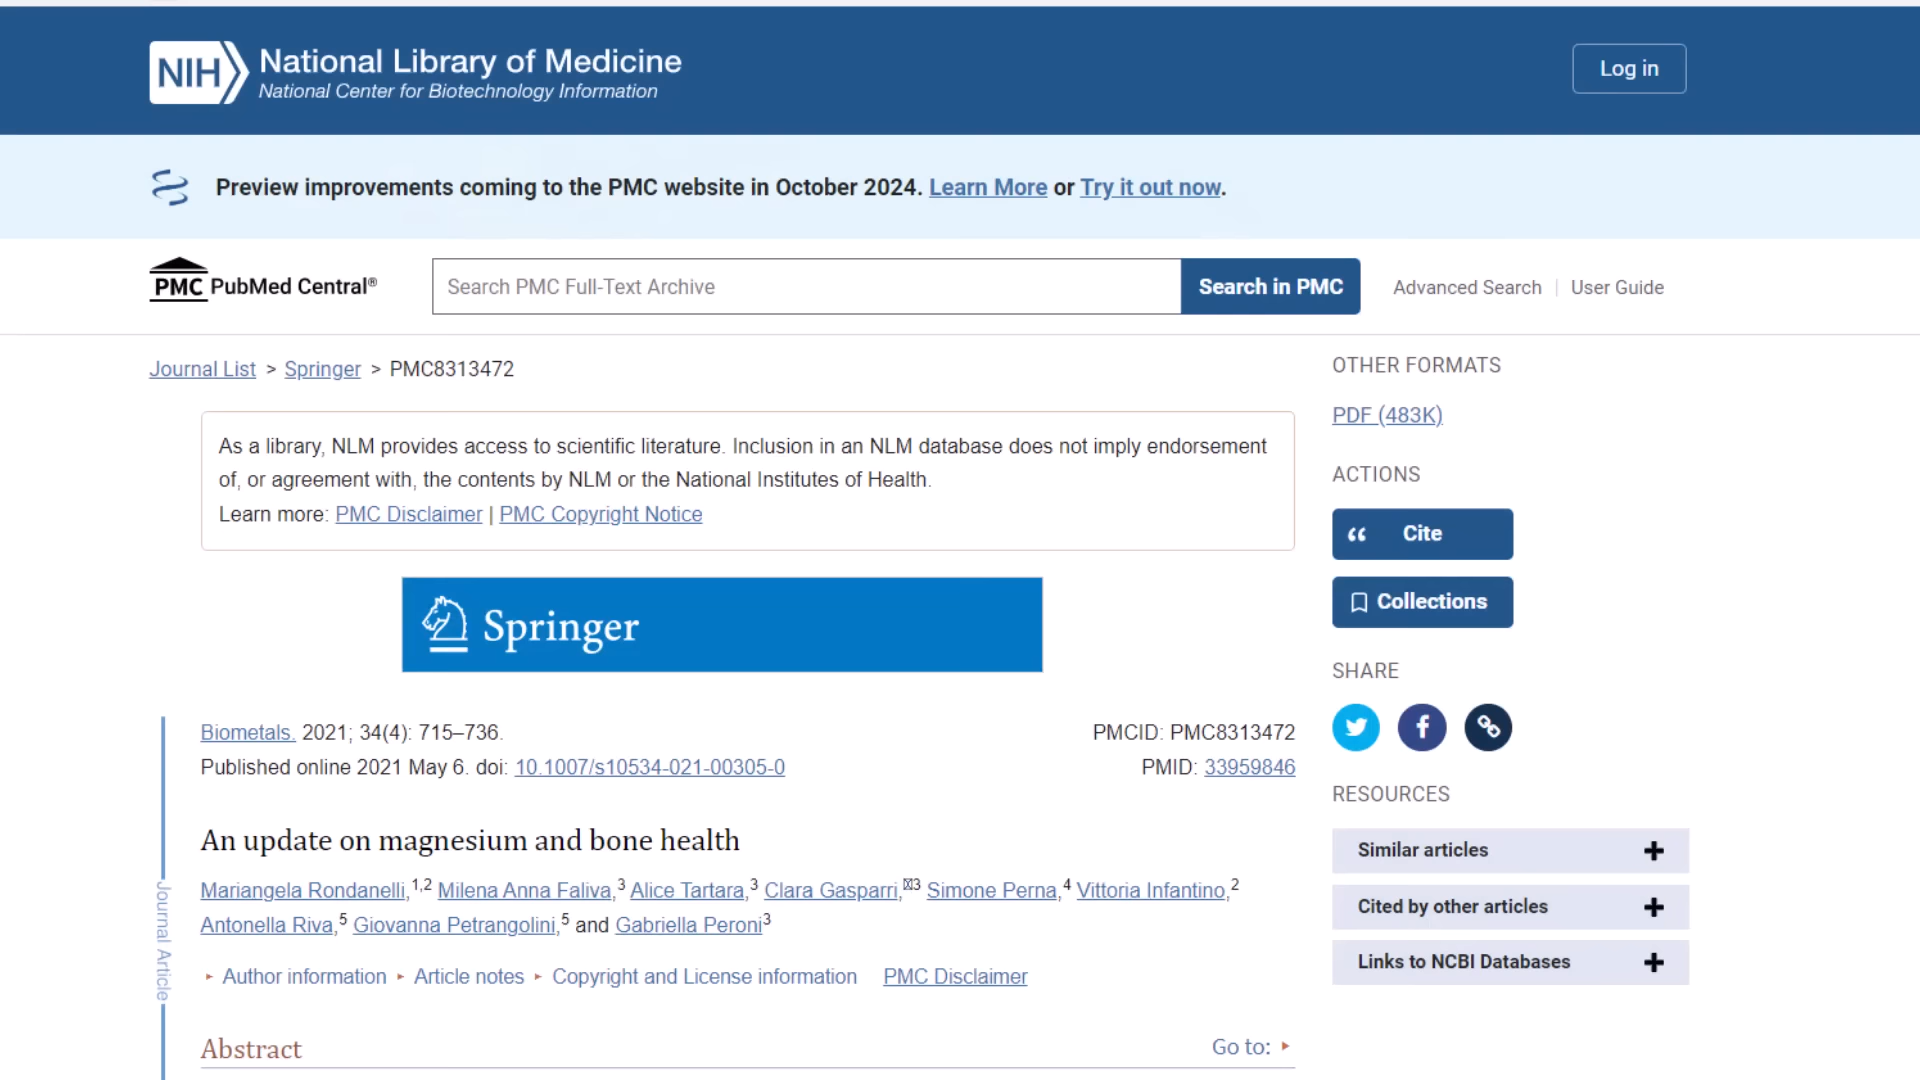 NIH National Library of Medicine
National Center for Biotechnology Information
Log in
Preview improvements coming to the PMC website in October 2024. Learn More or Try it out now.
PMC PubMed Central®
Search PMC Full-Text Archive
Search in PMC
Advanced Search | User Guide
Journal List > Springer > PMC8313472
As a library, NLM provides access to scientific literature. Inclusion in an NLM database does not imply endorsement
of, or agreement with, the contents by NLM or the National Institutes of Health.
Learn more: PMC Disclaimer | PMC Copyright Notice
Springer
Biometals. 2021; 34(4): 715–736.
Published online 2021 May 6. doi: 10.1007/s10534-021-00305-0
PMCID: PMC8313472
PMID: 33959846
An update on magnesium and bone health
Mariangela Rondanelli,1,2 Milena Anna Faliva,3 Alice Tartara,3 Clara Gasparri,✉3 Simone Perna,4 Vittoria Infantino,2
Antonella Riva,5 Giovanna Petrangolini,5 and Gabriella Peroni3
Author information Article notes Copyright and License information PMC Disclaimer
Journal Article
Abstract
Go to:
OTHER FORMATS
PDF (483K)
ACTIONS
Cite
Collections
SHARE
RESOURCES
Similar articles
Cited by other articles
Links to NCBI Databases